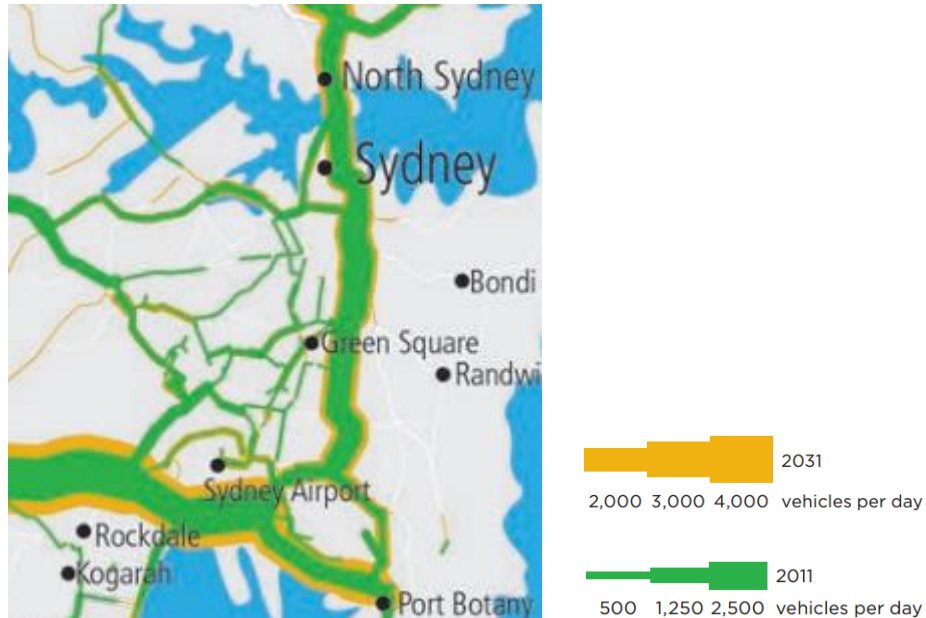 North Sydney
Sydney
Bondi
Green Square
Randwi
Sydney Airport
Rockdale
Kogarah
Port Botany
2031
2,000 3,000 4,000 vehicles per day
2011
500 1,250 2,500 vehicles per day